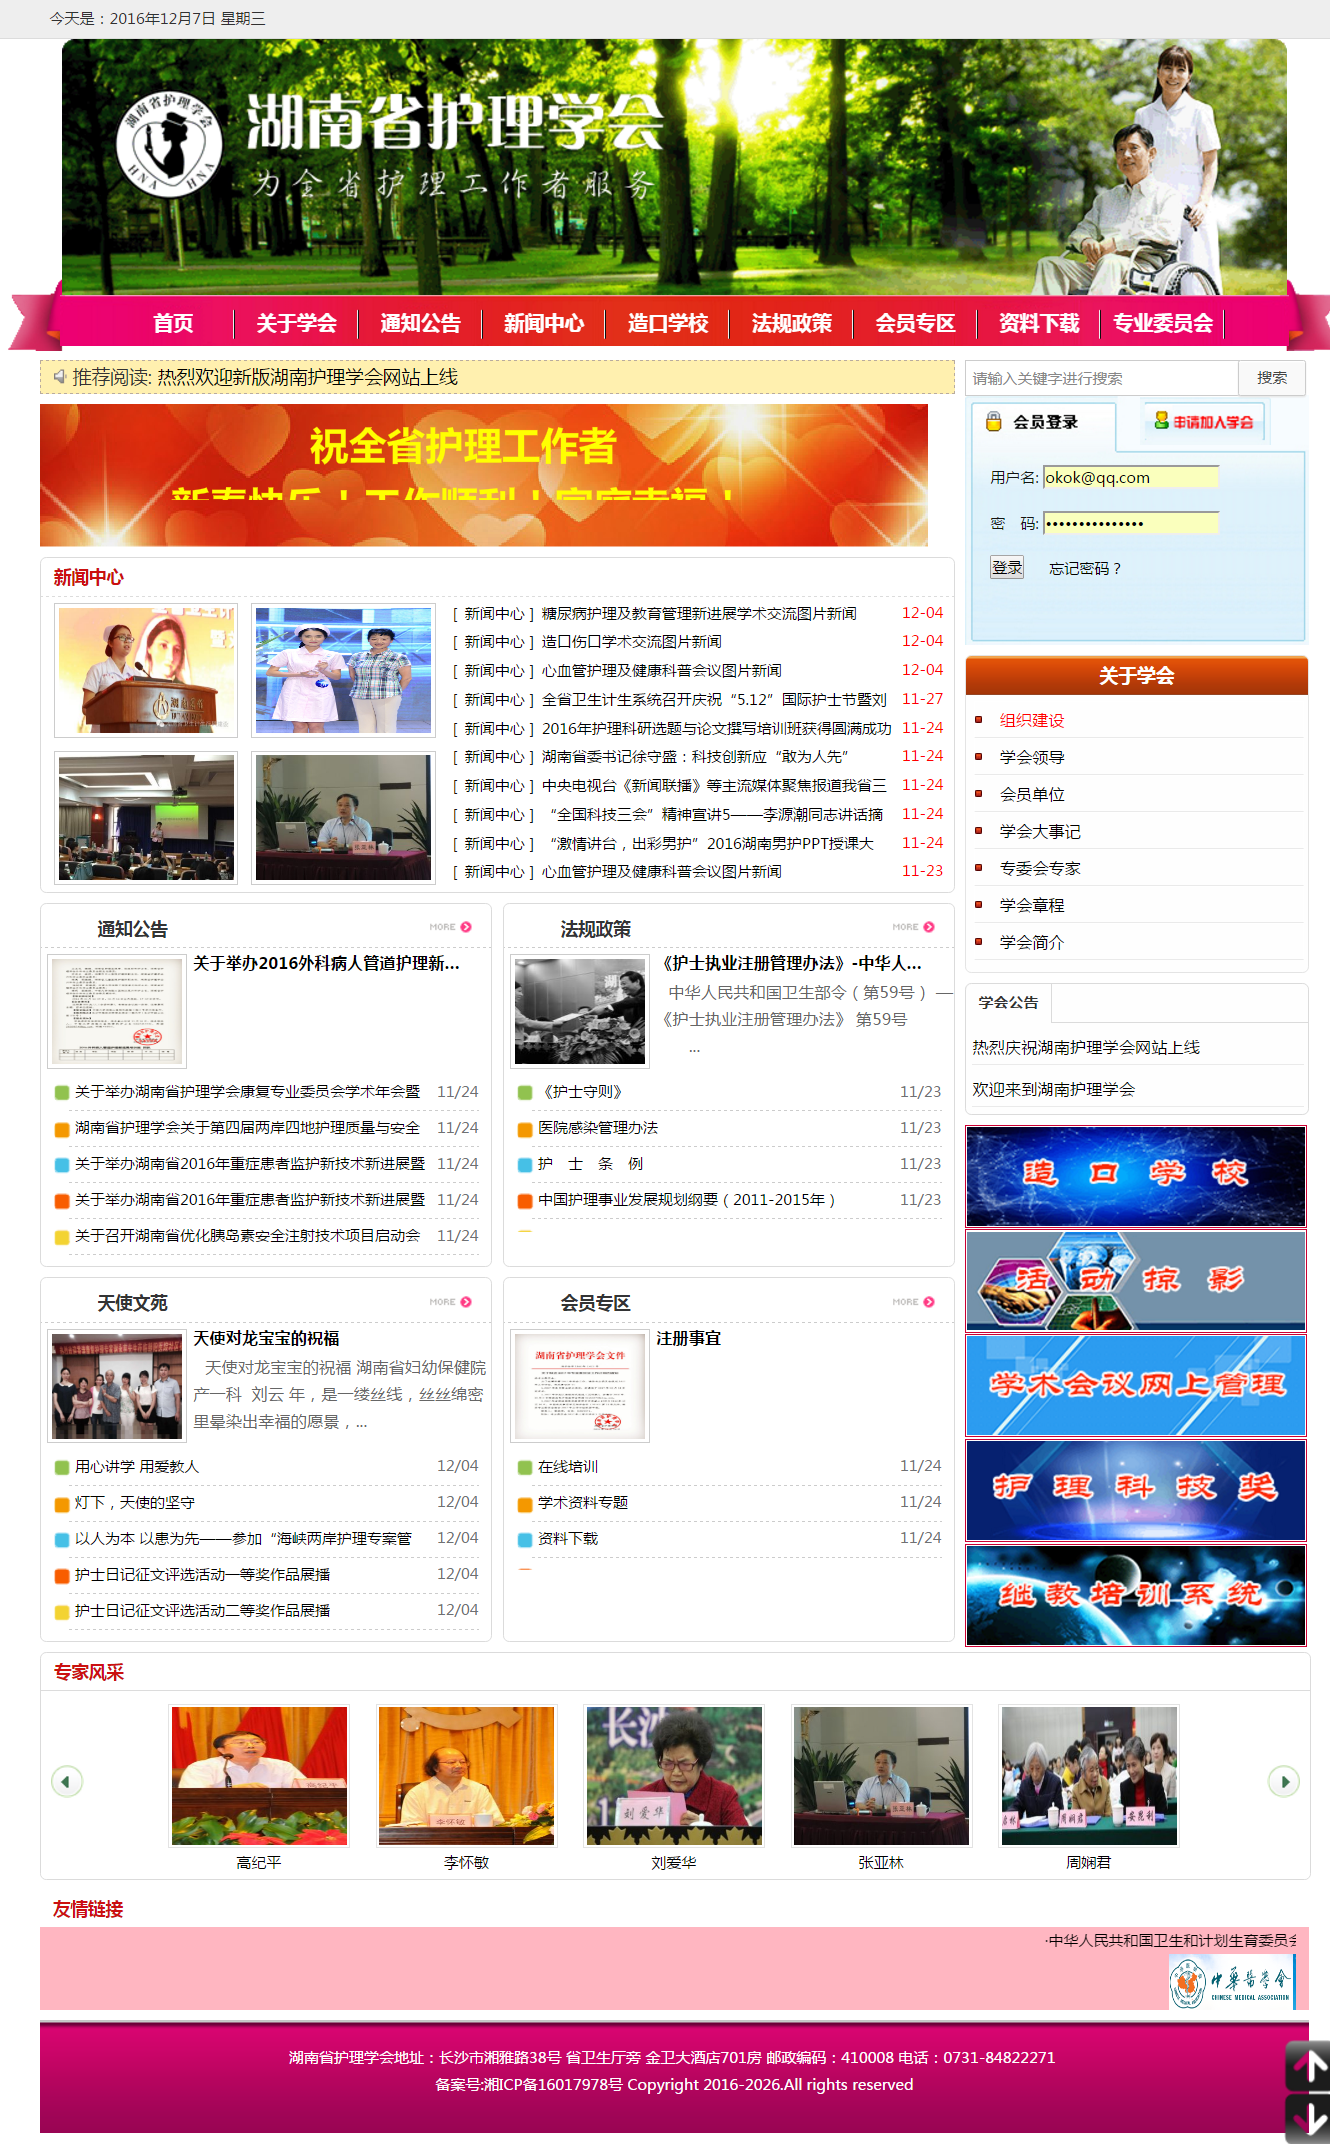 今天是：2016年12月7日 星期三
湖南省护理学会
HNA
湖南省护理学会
为全省护理工作者服务
首页
关于学会
通知公告
新闻中心
造口学校
法规政策
会员专区
资料下载
专业委员会
推荐阅读: 热烈欢迎新版湖南护理学会网站上线
请输入关键字进行搜索
搜索
祝全省护理工作者
新春快乐！工作顺利！家庭幸福！
会员登录
申请加入学会
用户名: okok@qq.com
密 码: •••••••••••••••
登录 忘记密码？
新闻中心
[ 新闻中心 ] 糖尿病护理及教育管理新进展学术交流图片新闻 12-04
[ 新闻中心 ] 造口伤口学术交流图片新闻 12-04
[ 新闻中心 ] 心血管护理及健康科普会议图片新闻 12-04
[ 新闻中心 ] 全省卫生计生系统召开庆祝“5.12”国际护士节暨刘 11-27
[ 新闻中心 ] 2016年护理科研选题与论文撰写培训班获得圆满成功 11-24
[ 新闻中心 ] 湖南省委书记徐守盛：科技创新应“敢为人先” 11-24
[ 新闻中心 ] 中央电视台《新闻联播》等主流媒体聚焦报道我省三 11-24
[ 新闻中心 ] “全国科技三会”精神宣讲5——李源潮同志讲话摘 11-24
[ 新闻中心 ] “激情讲台，出彩男护”2016湖南男护PPT授课大 11-24
[ 新闻中心 ] 心血管护理及健康科普会议图片新闻 11-23
关于学会
组织建设
学会领导
会员单位
学会大事记
专委会专家
学会章程
学会简介
通知公告
MORE
关于举办2016外科病人管道护理新...
关于举办湖南省护理学会康复专业委员会学术年会暨 11/24
湖南省护理学会关于第四届两岸四地护理质量与安全 11/24
关于举办湖南省2016年重症患者监护新技术新进展暨 11/24
关于举办湖南省2016年重症患者监护新技术新进展暨 11/24
关于召开湖南省优化胰岛素安全注射技术项目启动会 11/24
法规政策
MORE
《护士执业注册管理办法》-中华人...
中华人民共和国卫生部令（第59号） —
《护士执业注册管理办法》 第59号
...
《护士守则》 11/23
医院感染管理办法 11/23
护 士 条 例 11/23
中国护理事业发展规划纲要（2011-2015年） 11/23
学会公告
热烈庆祝湖南护理学会网站上线
欢迎来到湖南护理学会
造口学校
活动掠影
学术会议网上管理
护理科技奖
继教培训系统
天使文苑
MORE
天使对龙宝宝的祝福
天使对龙宝宝的祝福 湖南省妇幼保健院
产一科 刘云 年，是一缕丝线，丝丝绵密
里晕染出幸福的愿景，...
用心讲学 用爱教人 12/04
灯下，天使的坚守 12/04
以人为本 以患为先——参加“海峡两岸护理专案管 12/04
护士日记征文评选活动一等奖作品展播 12/04
护士日记征文评选活动二等奖作品展播 12/04
会员专区
MORE
湖南省护理学会文件
注册事宜
在线培训 11/24
学术资料专题 11/24
资料下载 11/24
专家风采
刘爱华
高纪平
李怀敏
刘爱华
张亚林
周娴君
友情链接
·中华人民共和国卫生和计划生育委员会
中华医学会
CHINESE MEDICAL ASSOCIATION
湖南省护理学会地址：长沙市湘雅路38号 省卫生厅旁 金卫大酒店701房 邮政编码：410008 电话：0731-84822271
备案号:湘ICP备16017978号 Copyright 2016-2026.All rights reserved